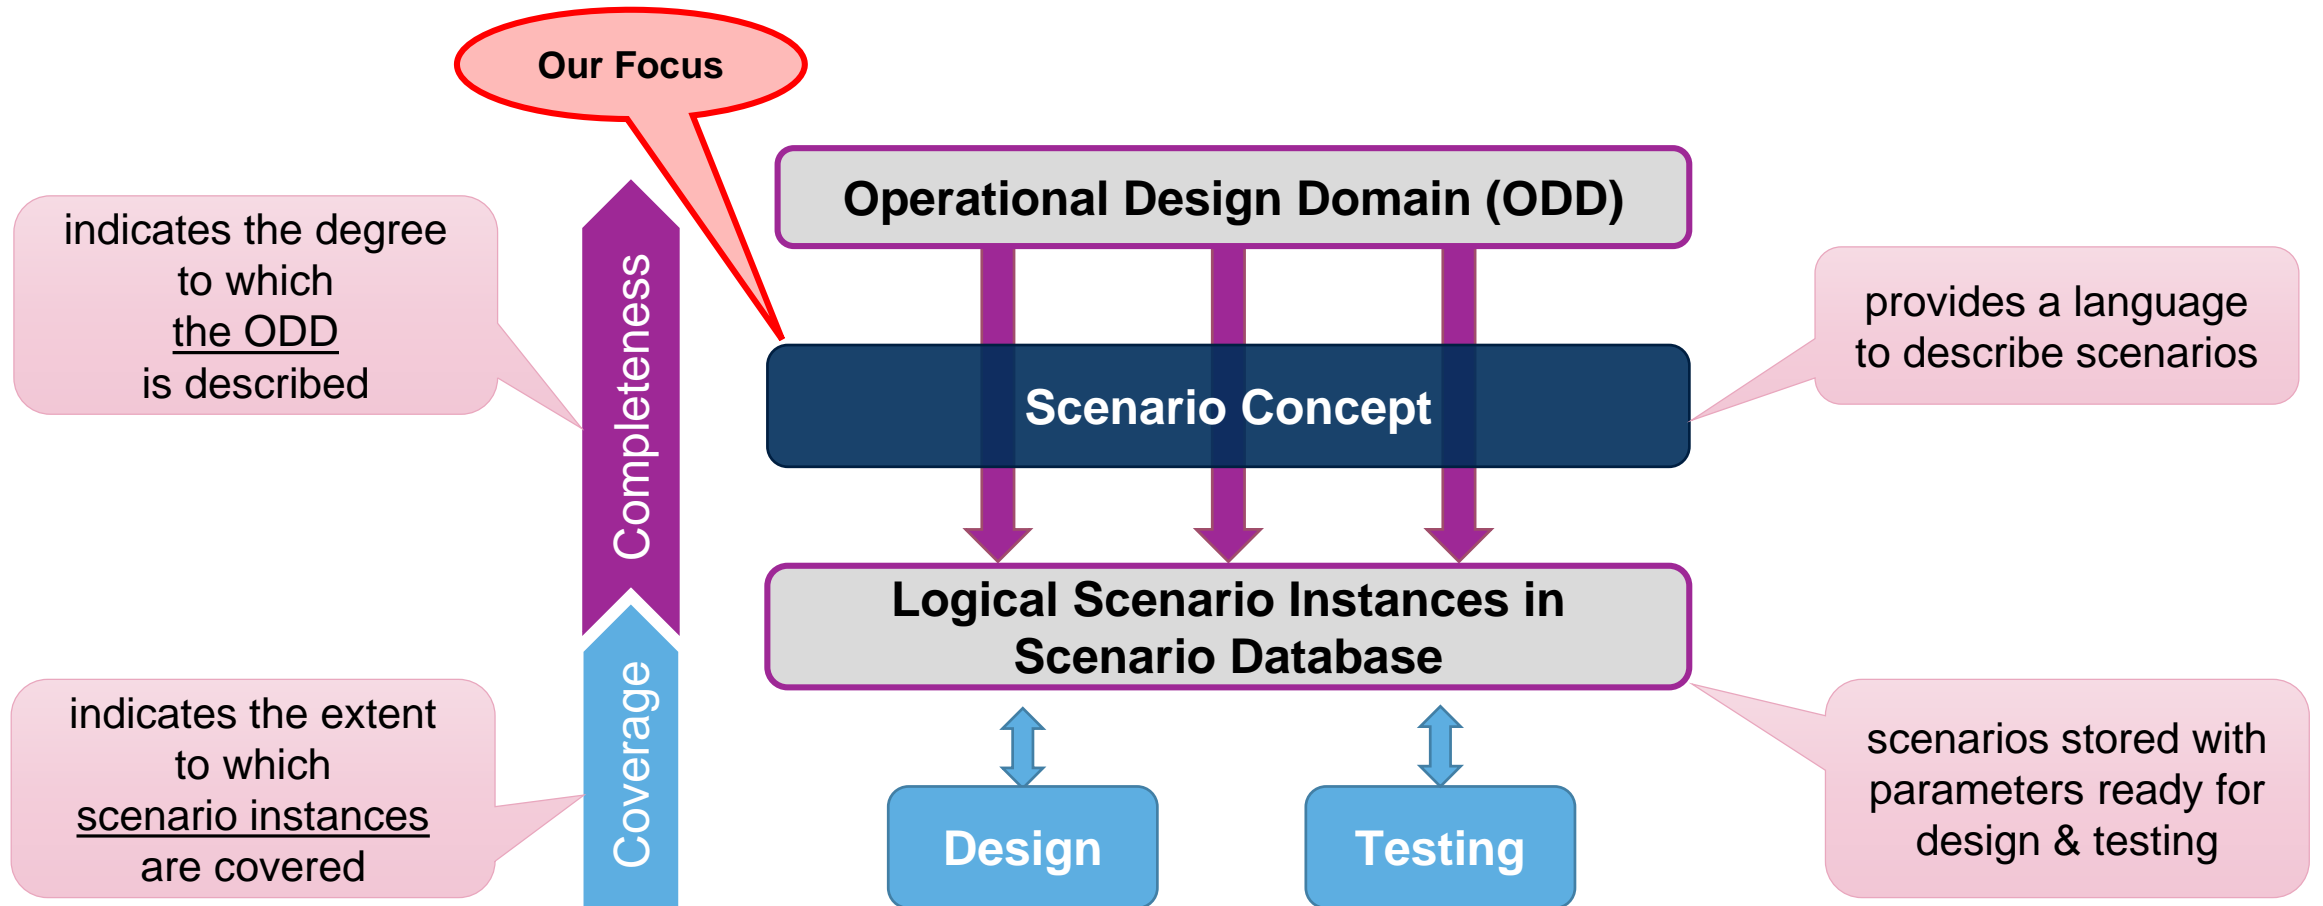 Our Focus
Operational Design Domain (ODD)
indicates the degree
to which
the ODD
is described
Completeness
provides a language
to describe scenarios
Scenario Concept
Logical Scenario Instances in
Scenario Database
indicates the extent
to which
scenario instances
are covered
Coverage
scenarios stored with
parameters ready for
design & testing
Design
Testing